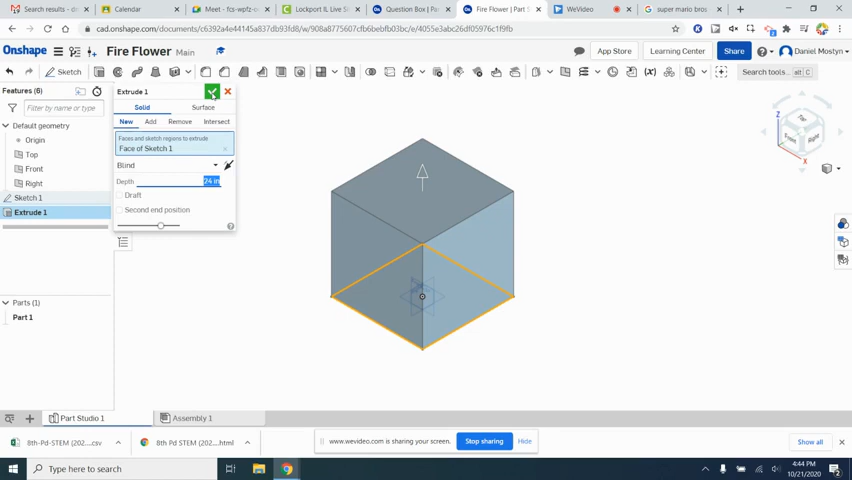 Search results - d
Calendar
Meet - fcs-wpfz-o
Lockport IL Live S
Question Box | Fo
Fire Flower | Part S
WeVideo
super mario bros
cad.onshape.com/documents/c6392a4e44145a837db93fd8/w/908a8775607cfb9b7ce2c/e/4055e3abc26df05976c1f9fd
Onshape
Fire Flower Main
App Store
Learning Center
Share
Daniel Mostyn
Sketch
Search tools...
alt C
Features (6)
Extrude 1
Filter by name or type
Solid
Surface
New
Add
Remove
Intersect
Default geometry
Faces and sketch regions to extrude
Face of Sketch 1
Origin
Top
Blind
Front
Depth
24 in
Right
Draft
Sketch 1
Second end position
Extrude 1
Parts (1)
Part 1
Z
Top
Front
Right
X
Part Studio 1
Assembly 1
8th-Pd-STEM (202....csv
8th Pd STEM (202....html
www.wevideo.com is sharing your screen.
Stop sharing
Hide
Show all
Type here to search
4:44 PM
10/21/2020